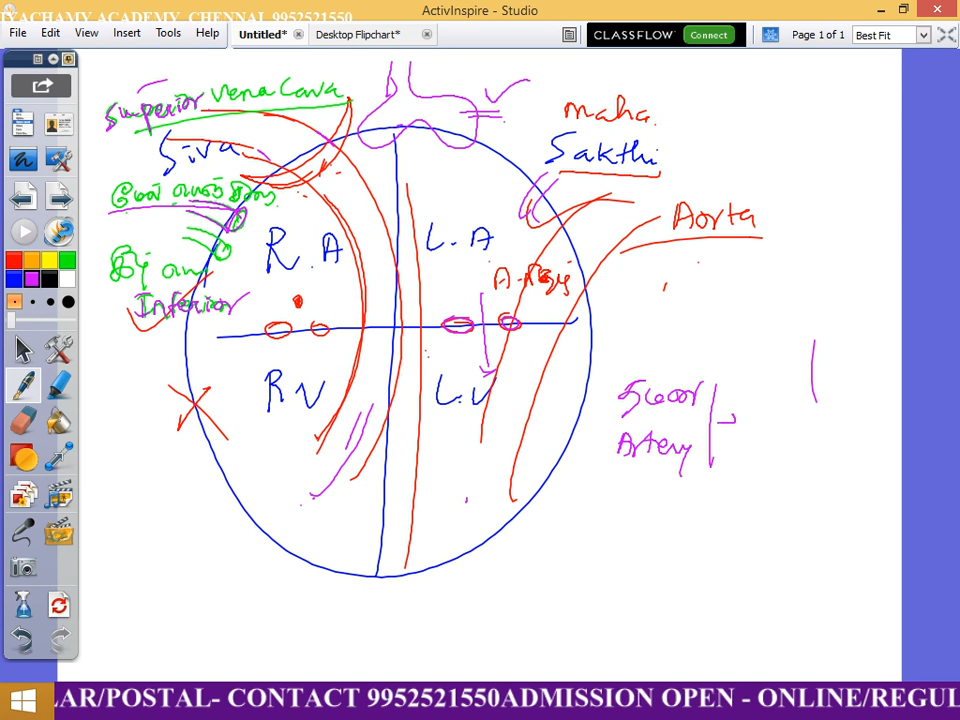 IYACHAMY ACADEMY, CHENNAI 9952521550
ActivInspire - Studio
File Edit View Insert Tools Help
Untitled* Desktop Flipchart*
CLASSFLOW Connect
Page 1 of 1 Best Fit
Superior Vena Cava
Siva
maha
Sakthi
Aorta
R.A
L.A
Inferior
R V
L.V
Artery
LAR/POSTAL- CONTACT 9952521550ADMISSION OPEN - ONLINE/REGUL